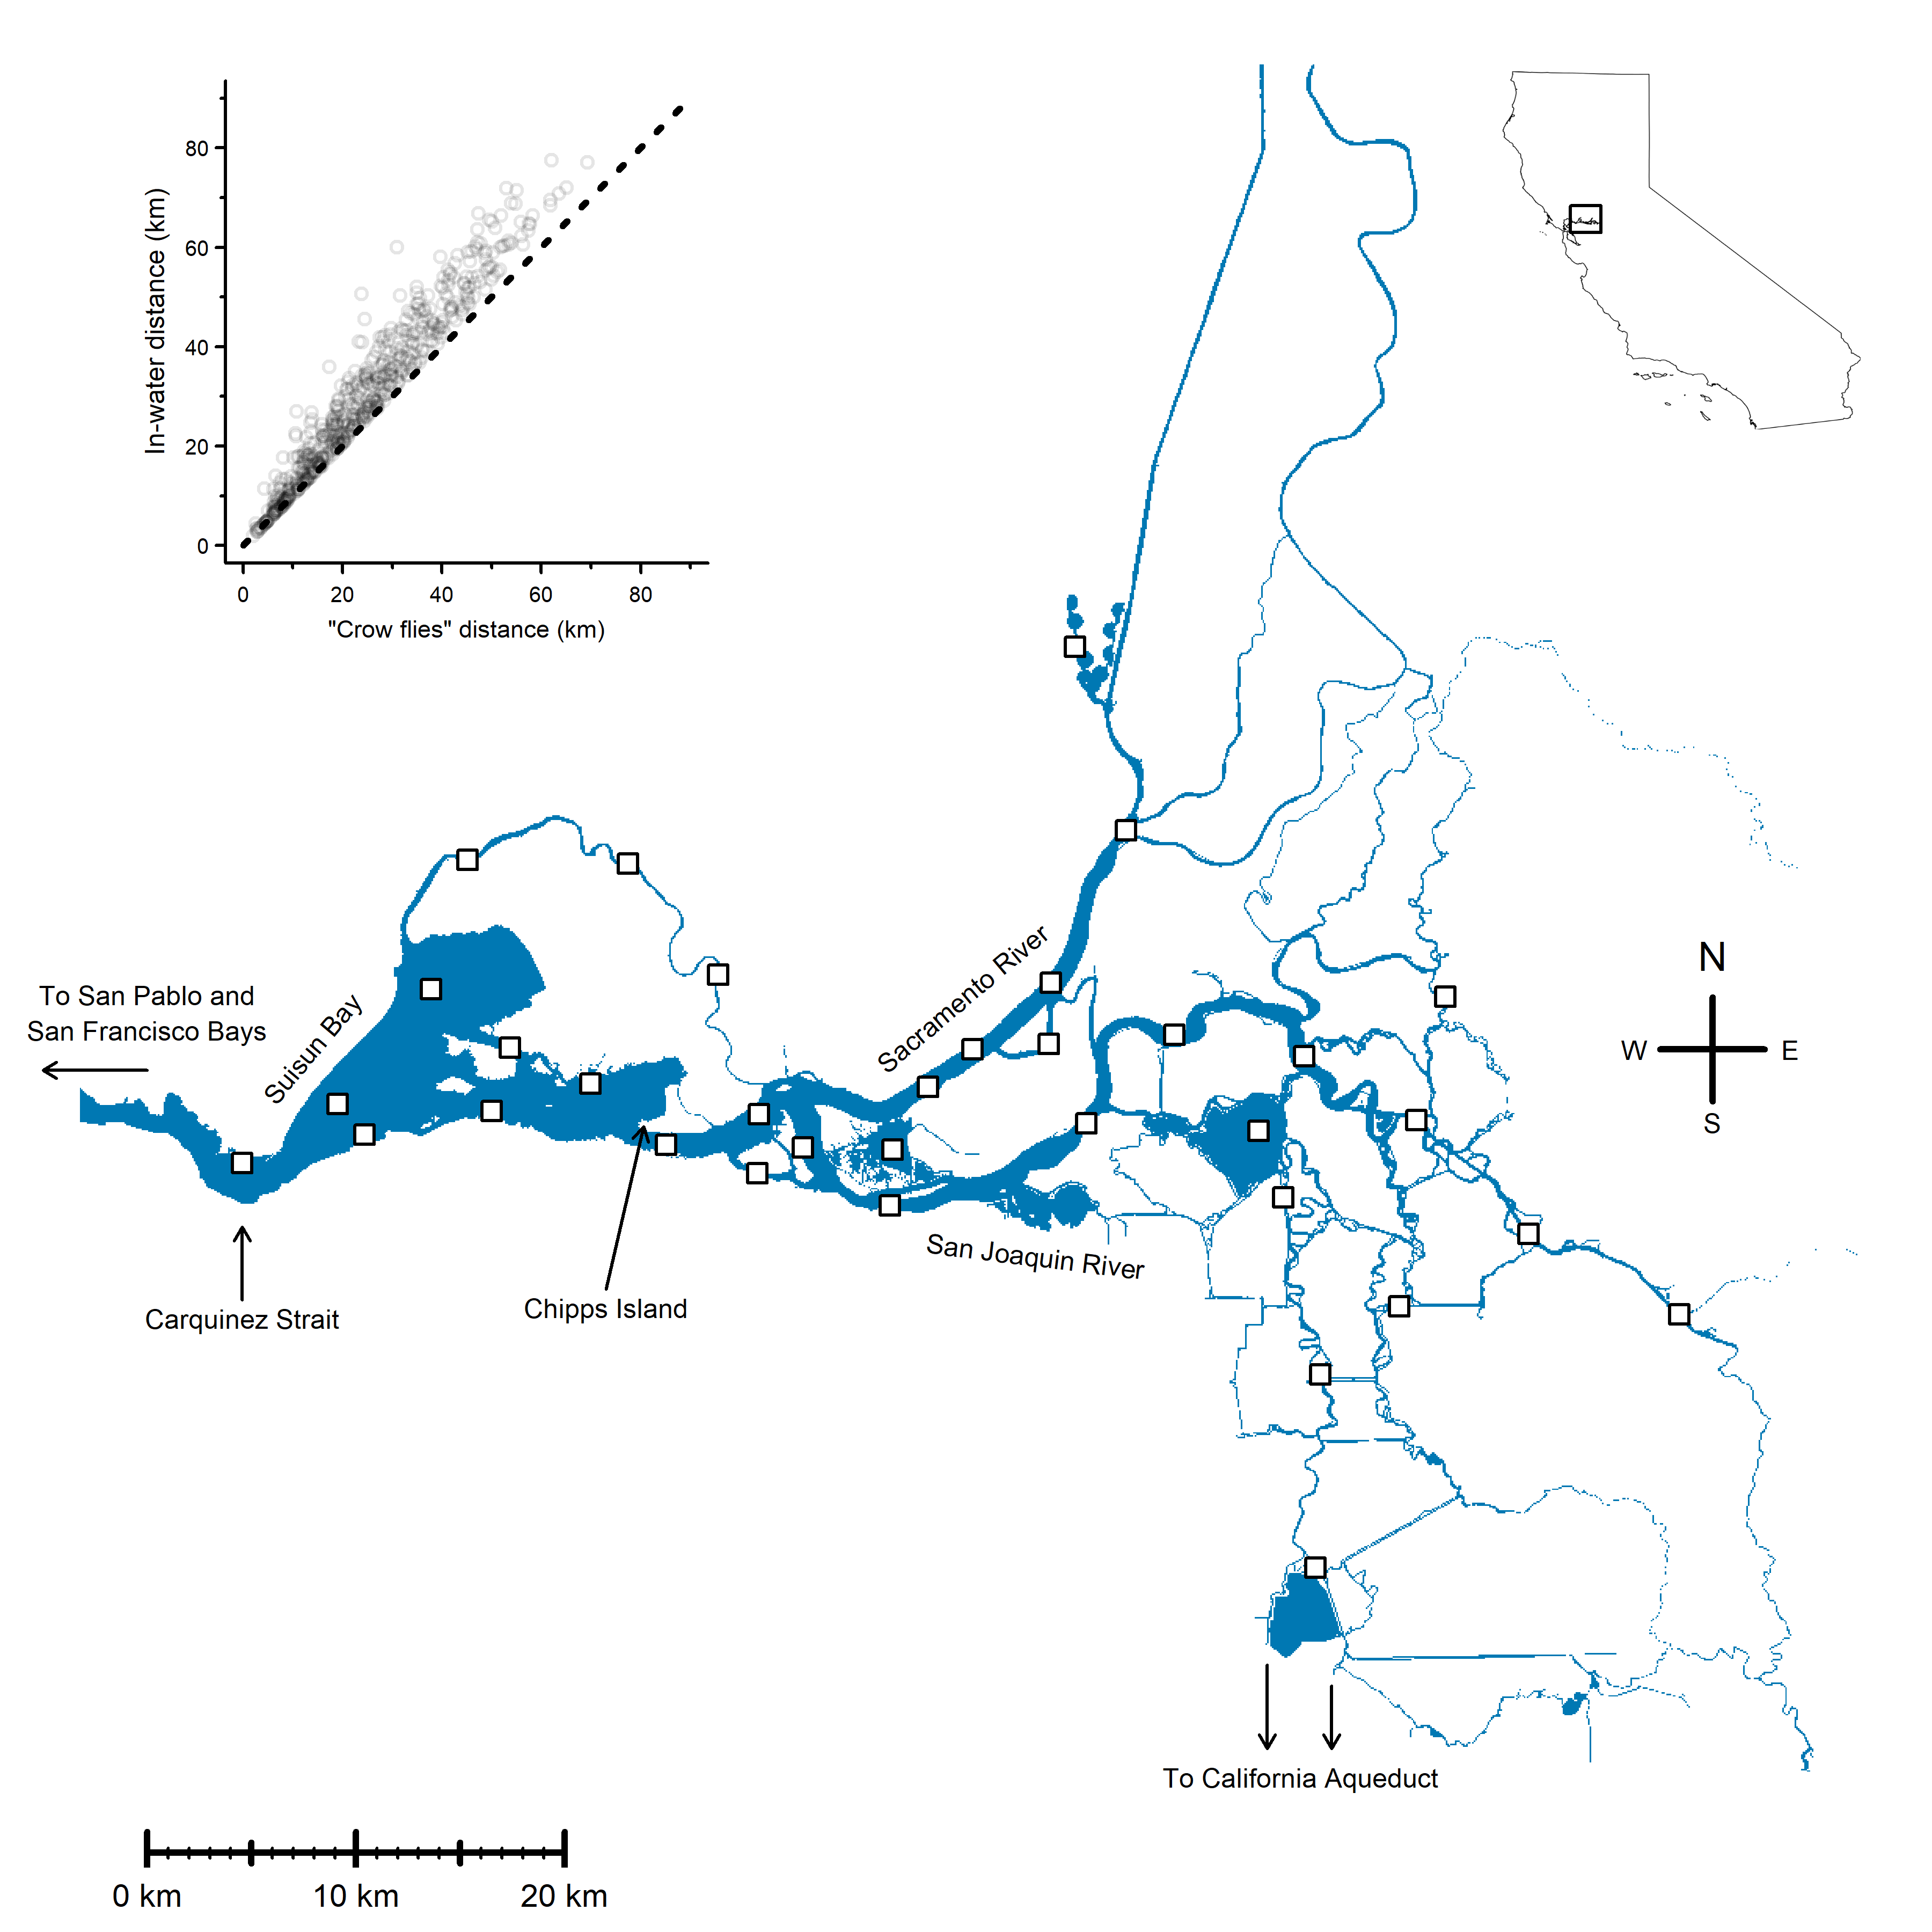 80
60
40
20
0
In-water distance (km)
0 20 40 60 80
"Crow flies" distance (km)
To San Pablo and
San Francisco Bays
Suisun Bay
Sacramento River
N
W E
S
San Joaquin River
Carquinez Strait
Chipps Island
To California Aqueduct
0 km 10 km 20 km